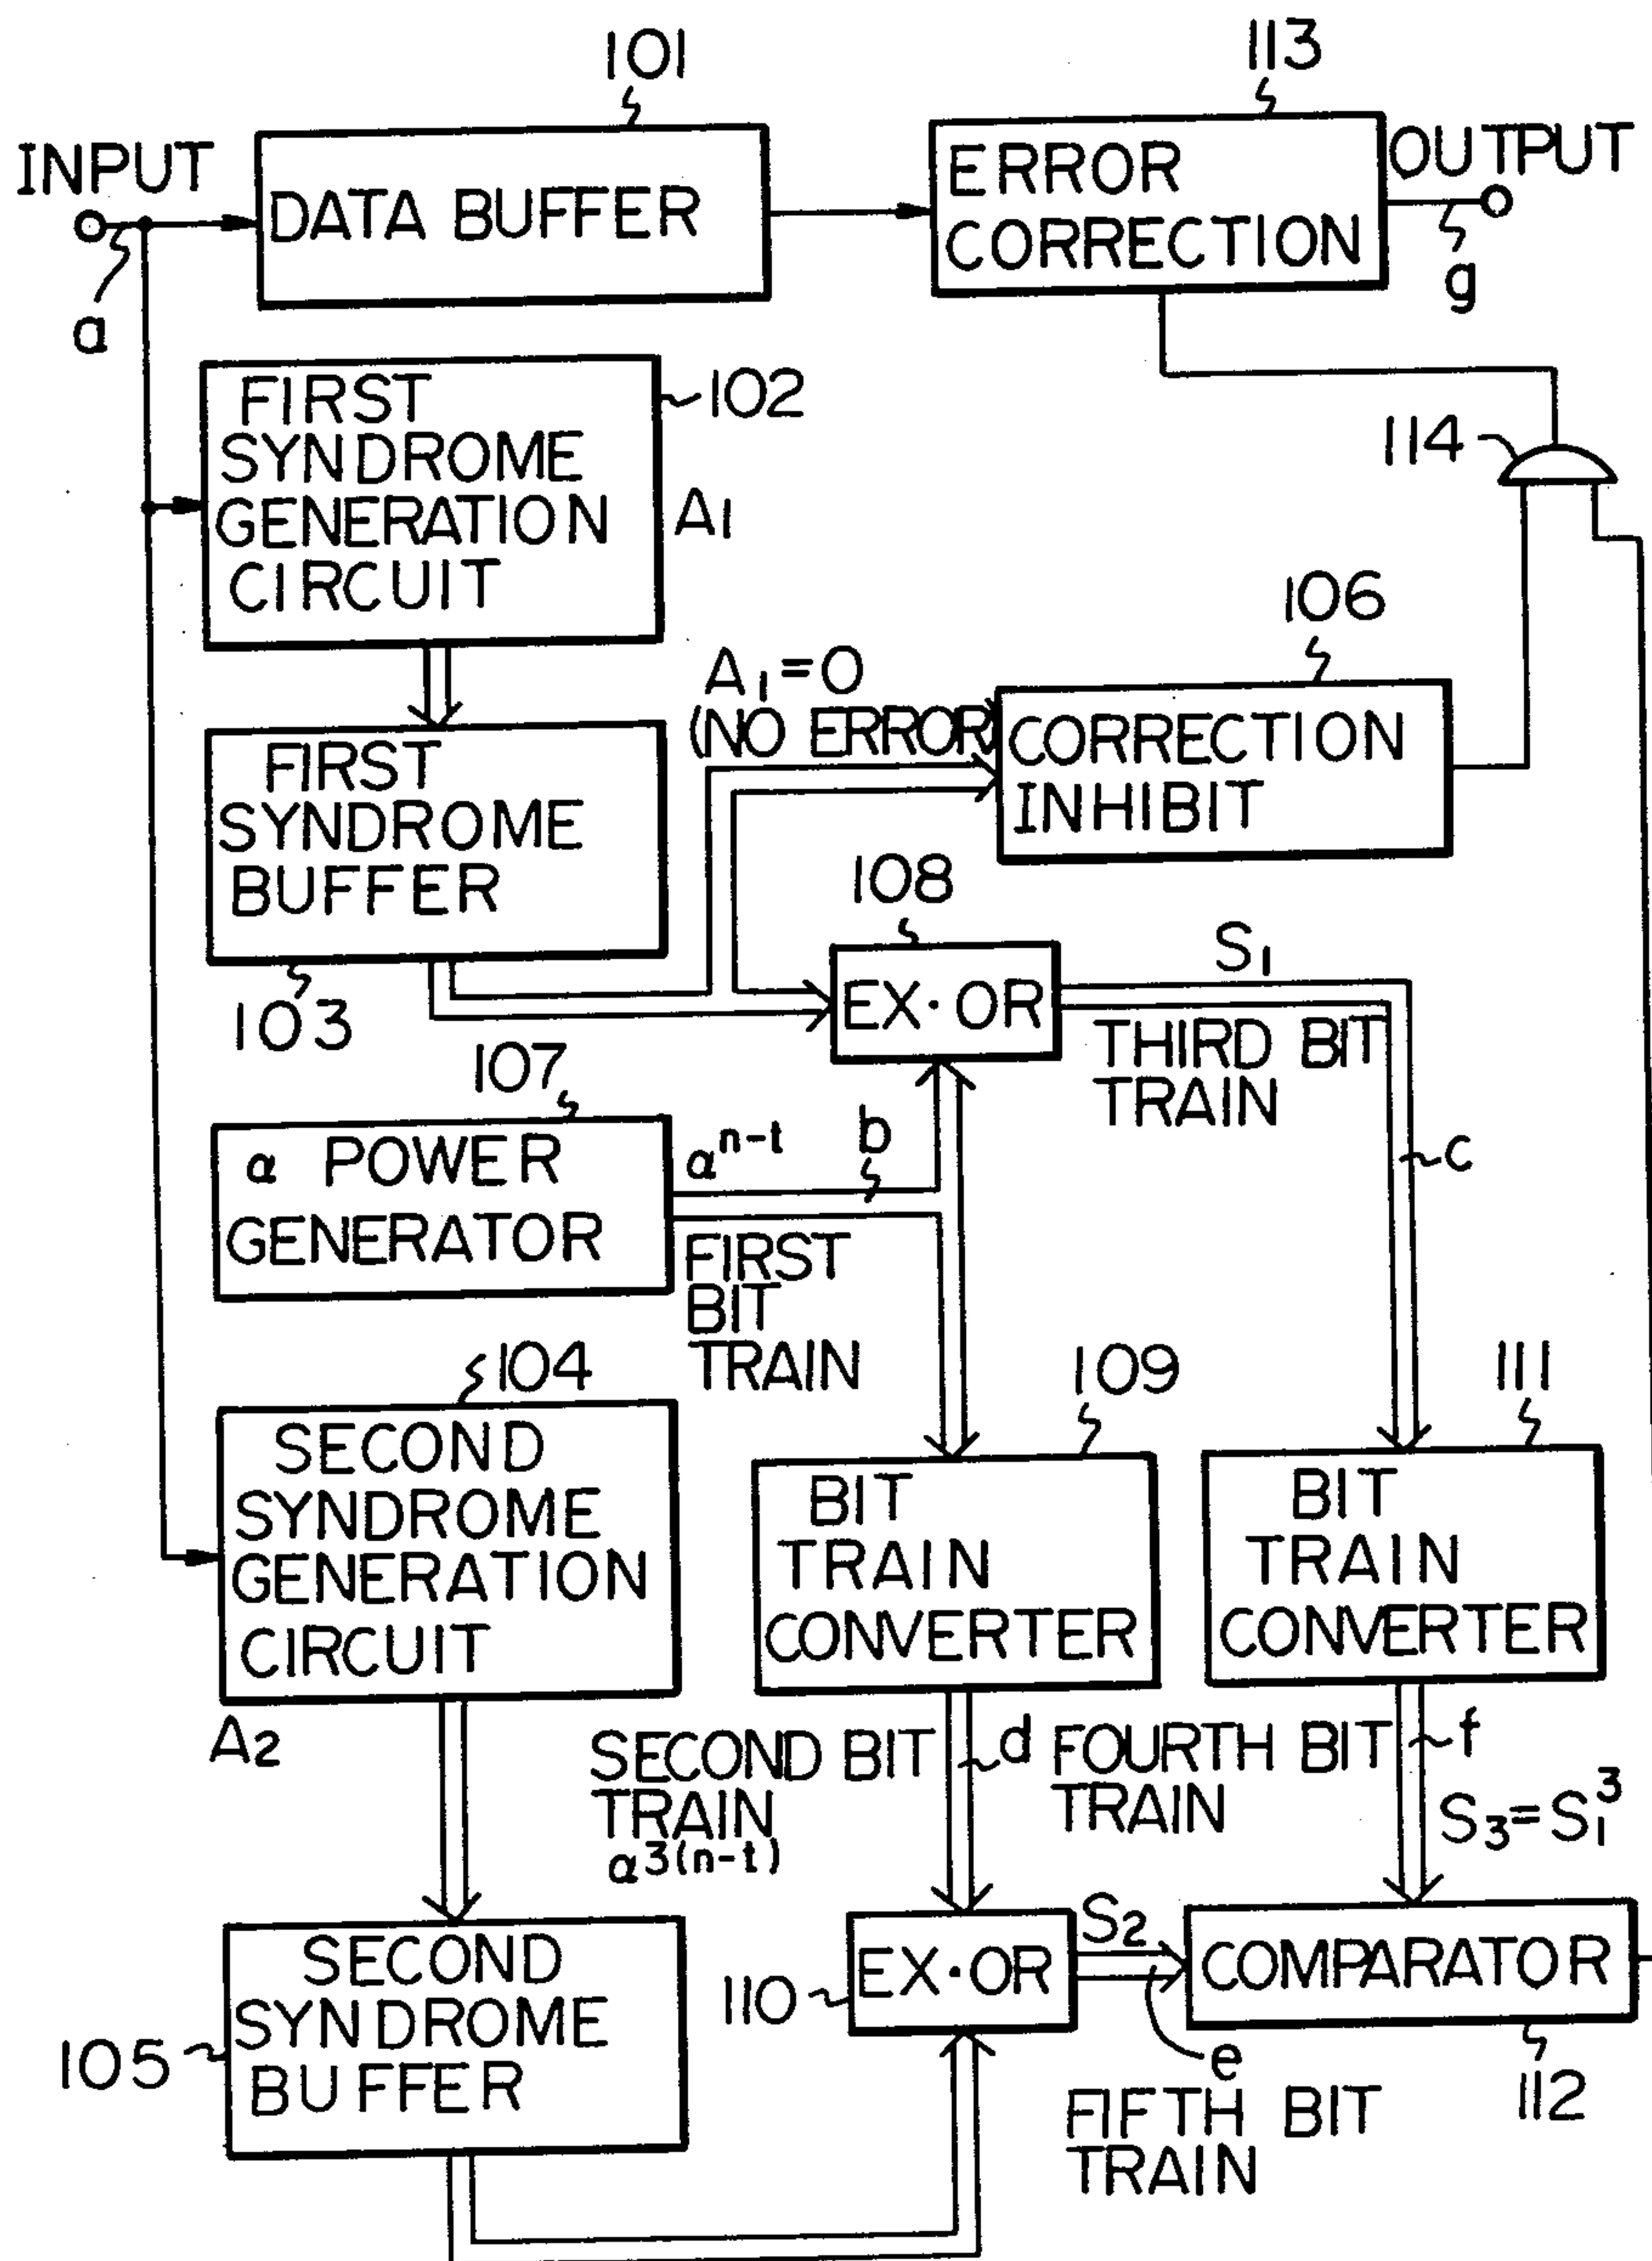 101
113
INPUT
DATA BUFFER
ERROR
CORRECTION
OUTPUT
a
g
FIRST
SYNDROME
GENERATION
CIRCUIT
102
A₁
114
106
A₁=0
(NO ERROR)
CORRECTION
INHIBIT
FIRST
SYNDROME
BUFFER
103
108
EX·OR
S₁
THIRD BIT
TRAIN
107
α POWER
GENERATOR
αⁿ⁻ᵗ
b
c
FIRST
BIT
TRAIN
104
109
111
SECOND
SYNDROME
GENERATION
CIRCUIT
BIT
TRAIN
CONVERTER
BIT
TRAIN
CONVERTER
A₂
SECOND BIT
TRAIN
α³⁽ⁿ⁻ᵗ⁾
d
FOURTH BIT
TRAIN
f
S₃=S₁³
SECOND
SYNDROME
BUFFER
105
110
EX·OR
S₂
COMPARATOR
e
112
FIFTH BIT
TRAIN